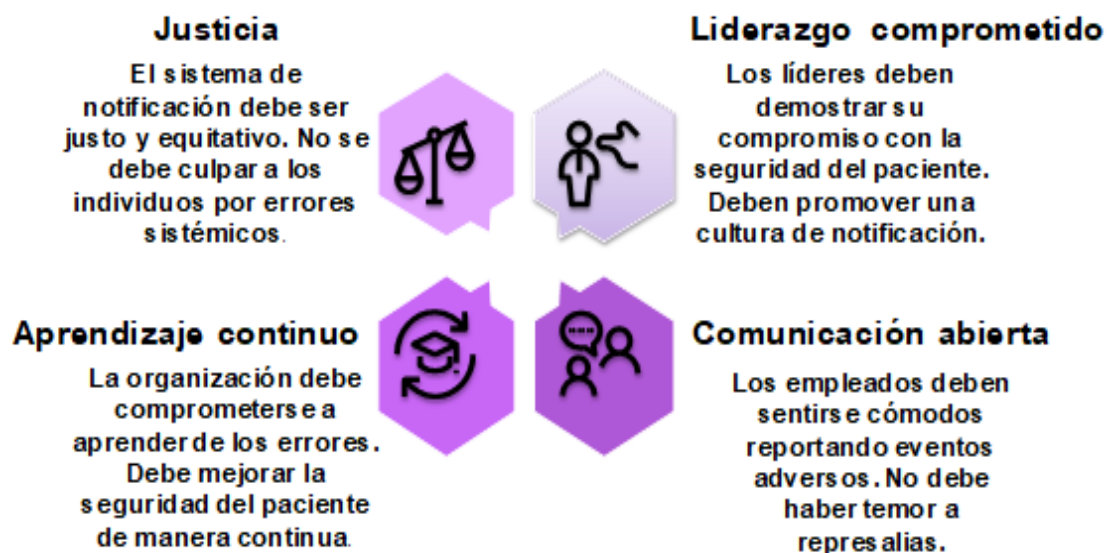 Justicia
El sistema de
notificación debe ser
justo y equitativo. No se
debe culpar a los
individuos por errores
sistémicos.
Liderazgo comprometido
Los líderes deben
demostrar su
compromiso con la
seguridad del paciente.
Deben promover una
cultura de notificación.
Aprendizaje continuo
La organización debe
comprometerse a
aprender de los errores.
Debe mejorar la
seguridad del paciente
de manera continua.
Comunicación abierta
Los empleados deben
sentirse cómodos
reportando eventos
adversos. No debe
haber temor a
represalias.